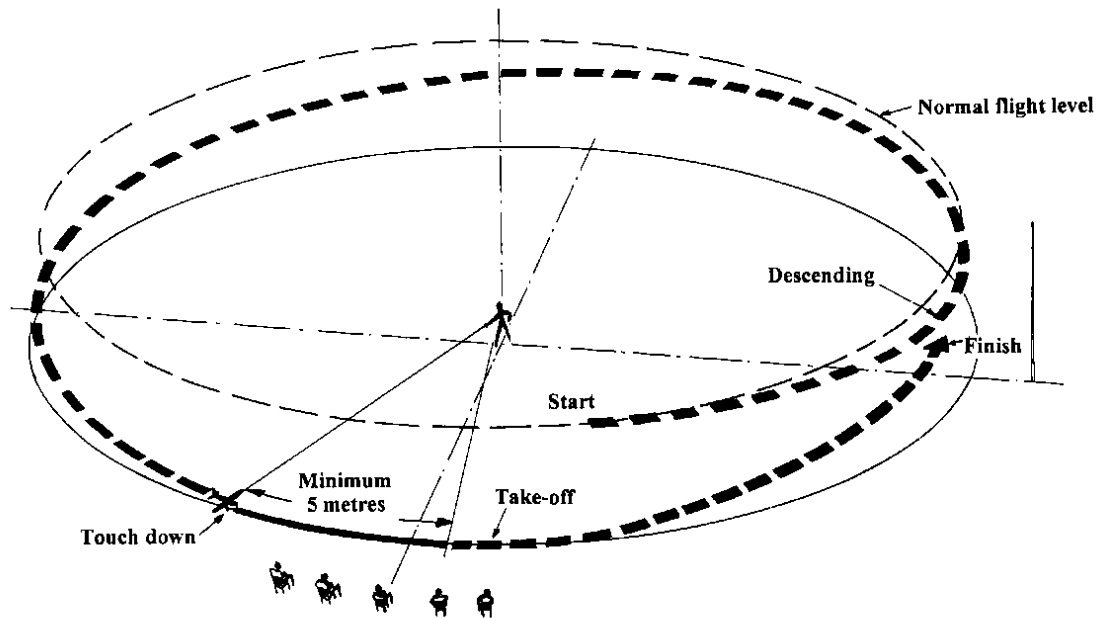 Normal flight level
Descending
Finish
Start
Minimum
5 metres
Take-off
Touch down